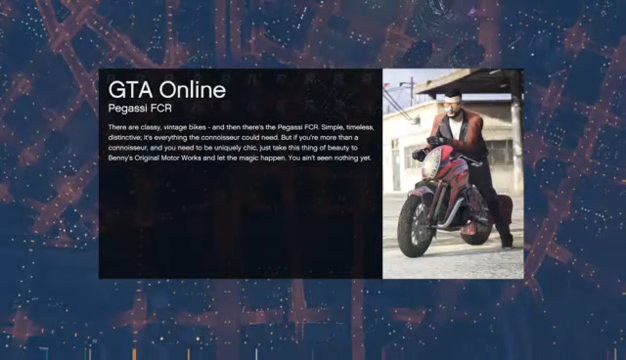 GTA Online
Pegassi FCR
There are classy, vintage bikes - and then there's the Pegassi FCR. Simple, timeless,
distinctive; it's everything the connoisseur could need. But if you're more than a
connoisseur, and you need to be uniquely chic, just take this thing of beauty to
Benny's Original Motor Works and let the magic happen. You ain't seen nothing yet.